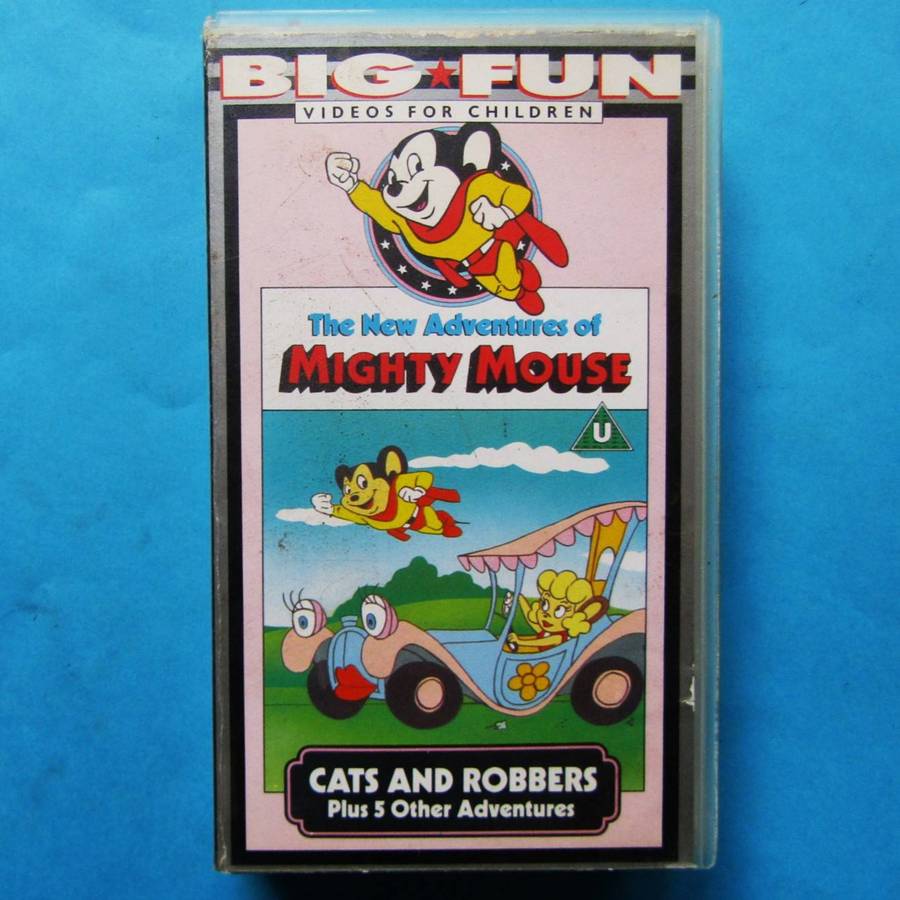 BIG★FUN
VIDEOS FOR CHILDREN
The New Adventures of
MIGHTY MOUSE
U
CATS AND ROBBERS
Plus 5 Other Adventures